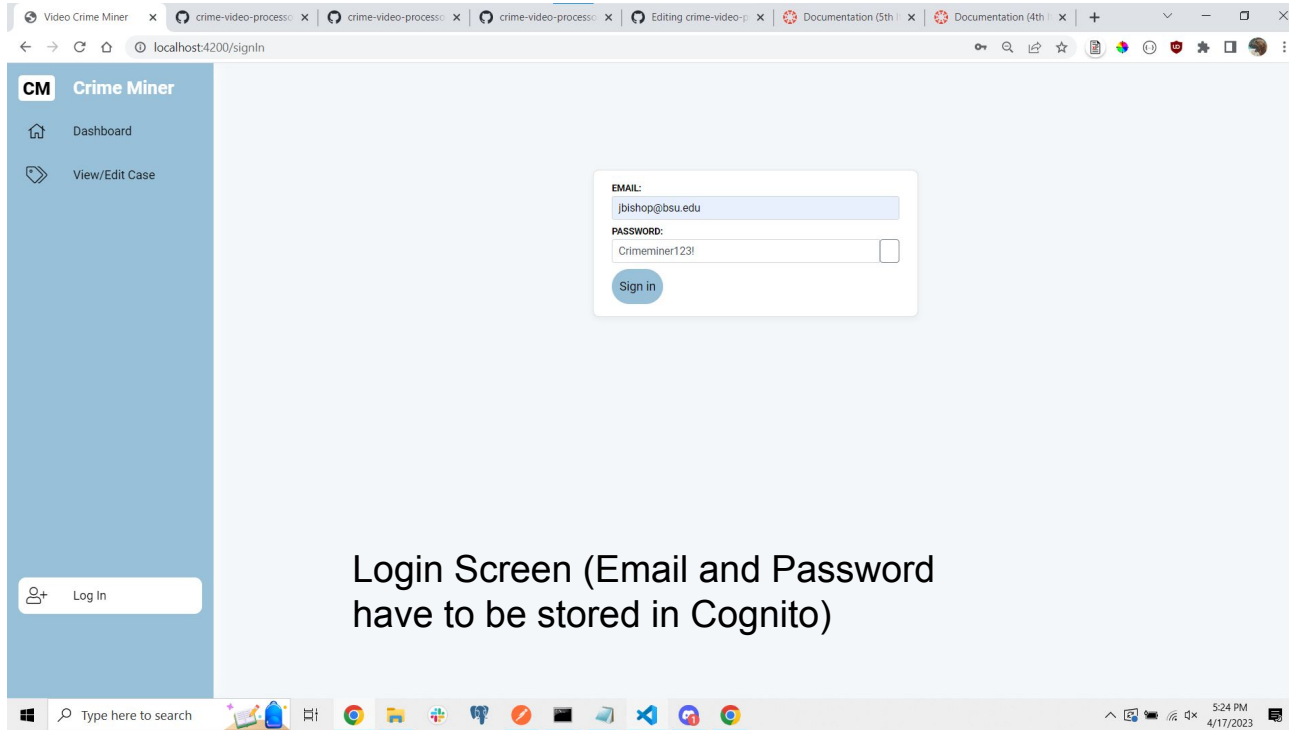 Video Crime Miner
crime-video-processo
crime-video-processo
crime-video-processo
Editing crime-video-p
Documentation (5th
Documentation (4th
localhost:4200/signIn
CM Crime Miner
Dashboard
View/Edit Case
EMAIL:
jbishop@bsu.edu
PASSWORD:
Crimeminer123!
Sign in
Login Screen (Email and Password
have to be stored in Cognito)
Log In
Type here to search
5:24 PM
4/17/2023